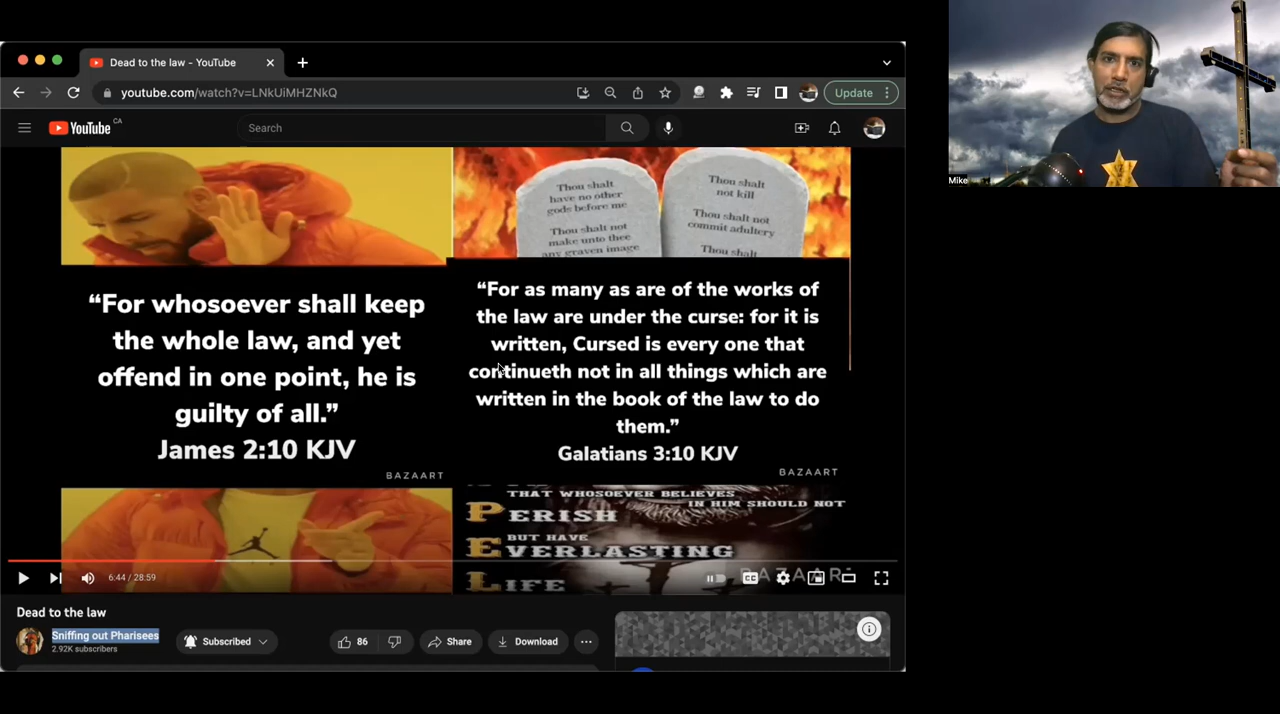 Dead to the law - YouTube
youtube.com/watch?v=LNkUiMHZNkQ
Update
YouTube CA
Search
Thou shalt
have no other
gods before me
Thou shalt not
make unto thee
any graven image
Thou shalt
not kill
Thou shalt not
commit adultery
Thou shalt
“For whosoever shall keep
the whole law, and yet
offend in one point, he is
guilty of all.”
James 2:10 KJV
BAZAART
“For as many as are of the works of
the law are under the curse: for it is
written, Cursed is every one that
continueth not in all things which are
written in the book of the law to do
them.”
Galatians 3:10 KJV
BAZAART
THAT WHOSOEVER BELIEVES
IN HIM SHOULD NOT
PERISH
BUT HAVE
EVERLASTING
LIFE
BAZAART
6:44 / 28:59
CC
Dead to the law
Sniffing out Pharisees
2.92K subscribers
Subscribed
86
Share
Download
Mike